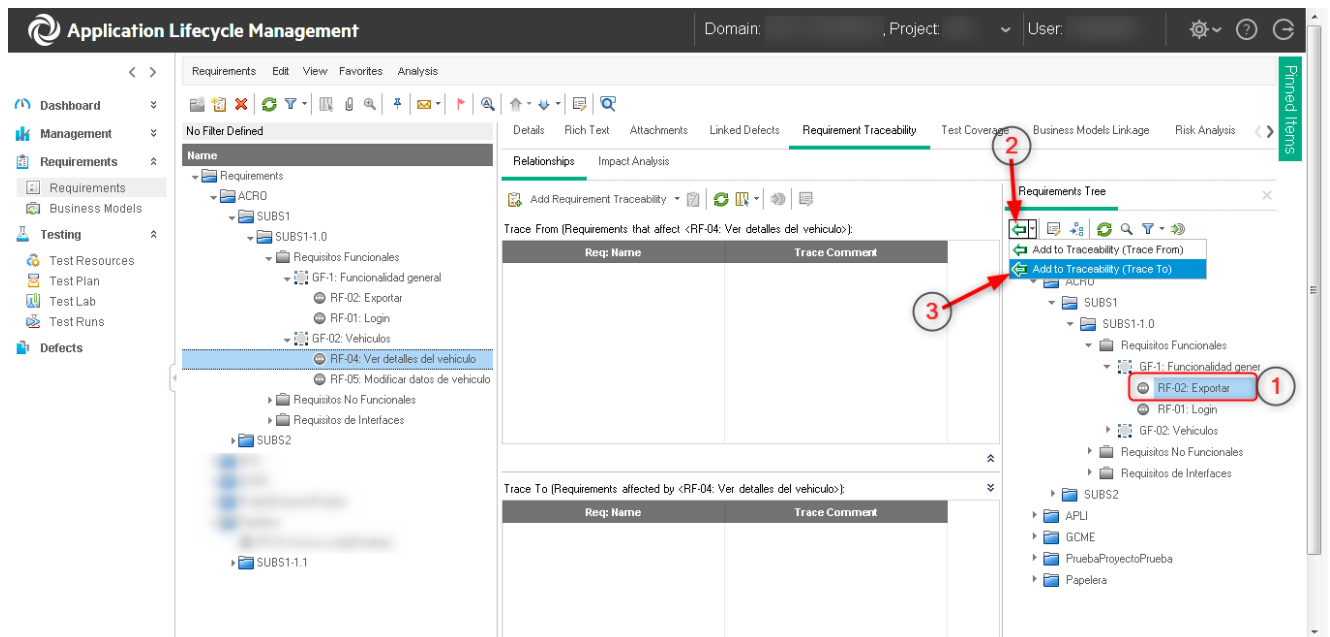 Application Lifecycle Management
Domain: , Project: User:
Requirements Edit View Favorites Analysis
Dashboard
Management
Requirements
Requirements
Business Models
Testing
Test Resources
Test Plan
Test Lab
Test Runs
Defects
No Filter Defined
Name
Requirements
ACRO
SUBS1
SUBS1-1.0
Requisitos Funcionales
GF-1: Funcionalidad general
RF-02: Exportar
RF-01: Login
GF-02: Vehiculos
RF-04: Ver detalles del vehiculo
RF-05: Modificar datos de vehiculo
Requisitos No Funcionales
Requisitos de Interfaces
SUBS2
SUBS1-1.1
Details Rich Text Attachments Linked Defects Requirement Traceability Test Coverage Business Models Linkage Risk Analysis
Relationships Impact Analysis
Add Requirement Traceability
Trace From (Requirements that affect <RF-04: Ver detalles del vehiculo>):
Req: Name Trace Comment
Trace To (Requirements affected by <RF-04: Ver detalles del vehiculo>):
Req: Name Trace Comment
2
Requirements Tree
Add to Traceability (Trace From)
Add to Traceability (Trace To)
3
ACRO
SUBS1
SUBS1-1.0
Requisitos Funcionales
GF-1: Funcionalidad gener
RF-02: Exportar
1
RF-01: Login
GF-02: Vehiculos
Requisitos No Funcionales
Requisitos de Interfaces
SUBS2
APLI
GCME
PruebaProyectoPrueba
Papelera
Pinned Items